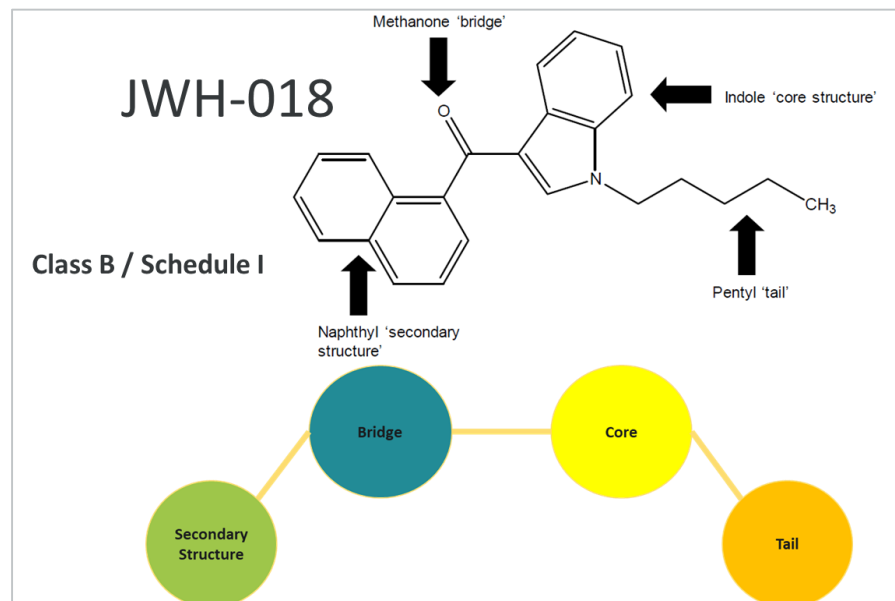 Methanone 'bridge'
JWH-018
Indole 'core structure'
O
N
CH3
Class B / Schedule I
Pentyl 'tail'
Naphthyl 'secondary
structure'
Bridge
Core
Secondary
Structure
Tail